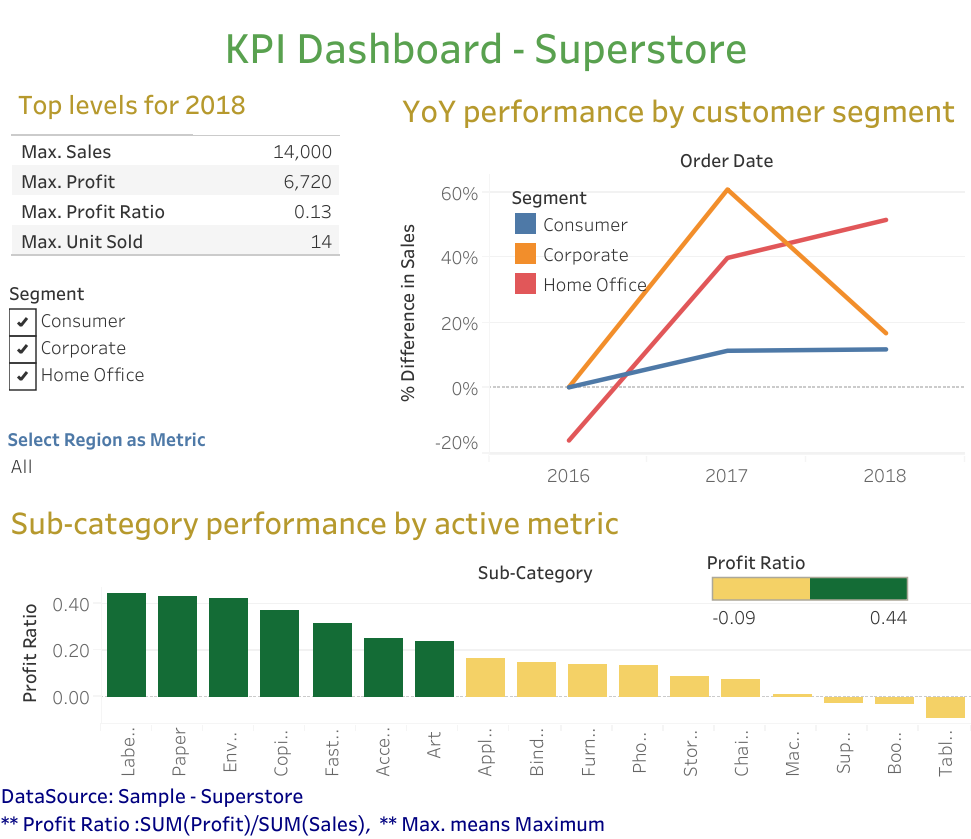 KPI Dashboard - Superstore
Top levels for 2018
Max. Sales 14,000
Max. Profit 6,720
Max. Profit Ratio 0.13
Max. Unit Sold 14
Segment
Consumer
Corporate
Home Office
Select Region as Metric
All
YoY performance by customer segment
Order Date
Segment
Consumer
Corporate
Home Office
% Difference in Sales
60%
40%
20%
0%
-20%
2016 2017 2018
Sub-category performance by active metric
Sub-Category
Profit Ratio
-0.09 0.44
Profit Ratio
0.40
0.20
0.00
Labe.. Paper Env.. Copi.. Fast.. Acce.. Art Appl.. Bind.. Furn.. Pho.. Stor.. Chai.. Mac.. Sup.. Boo.. Tabl..
DataSource: Sample - Superstore
** Profit Ratio :SUM(Profit)/SUM(Sales), ** Max. means Maximum